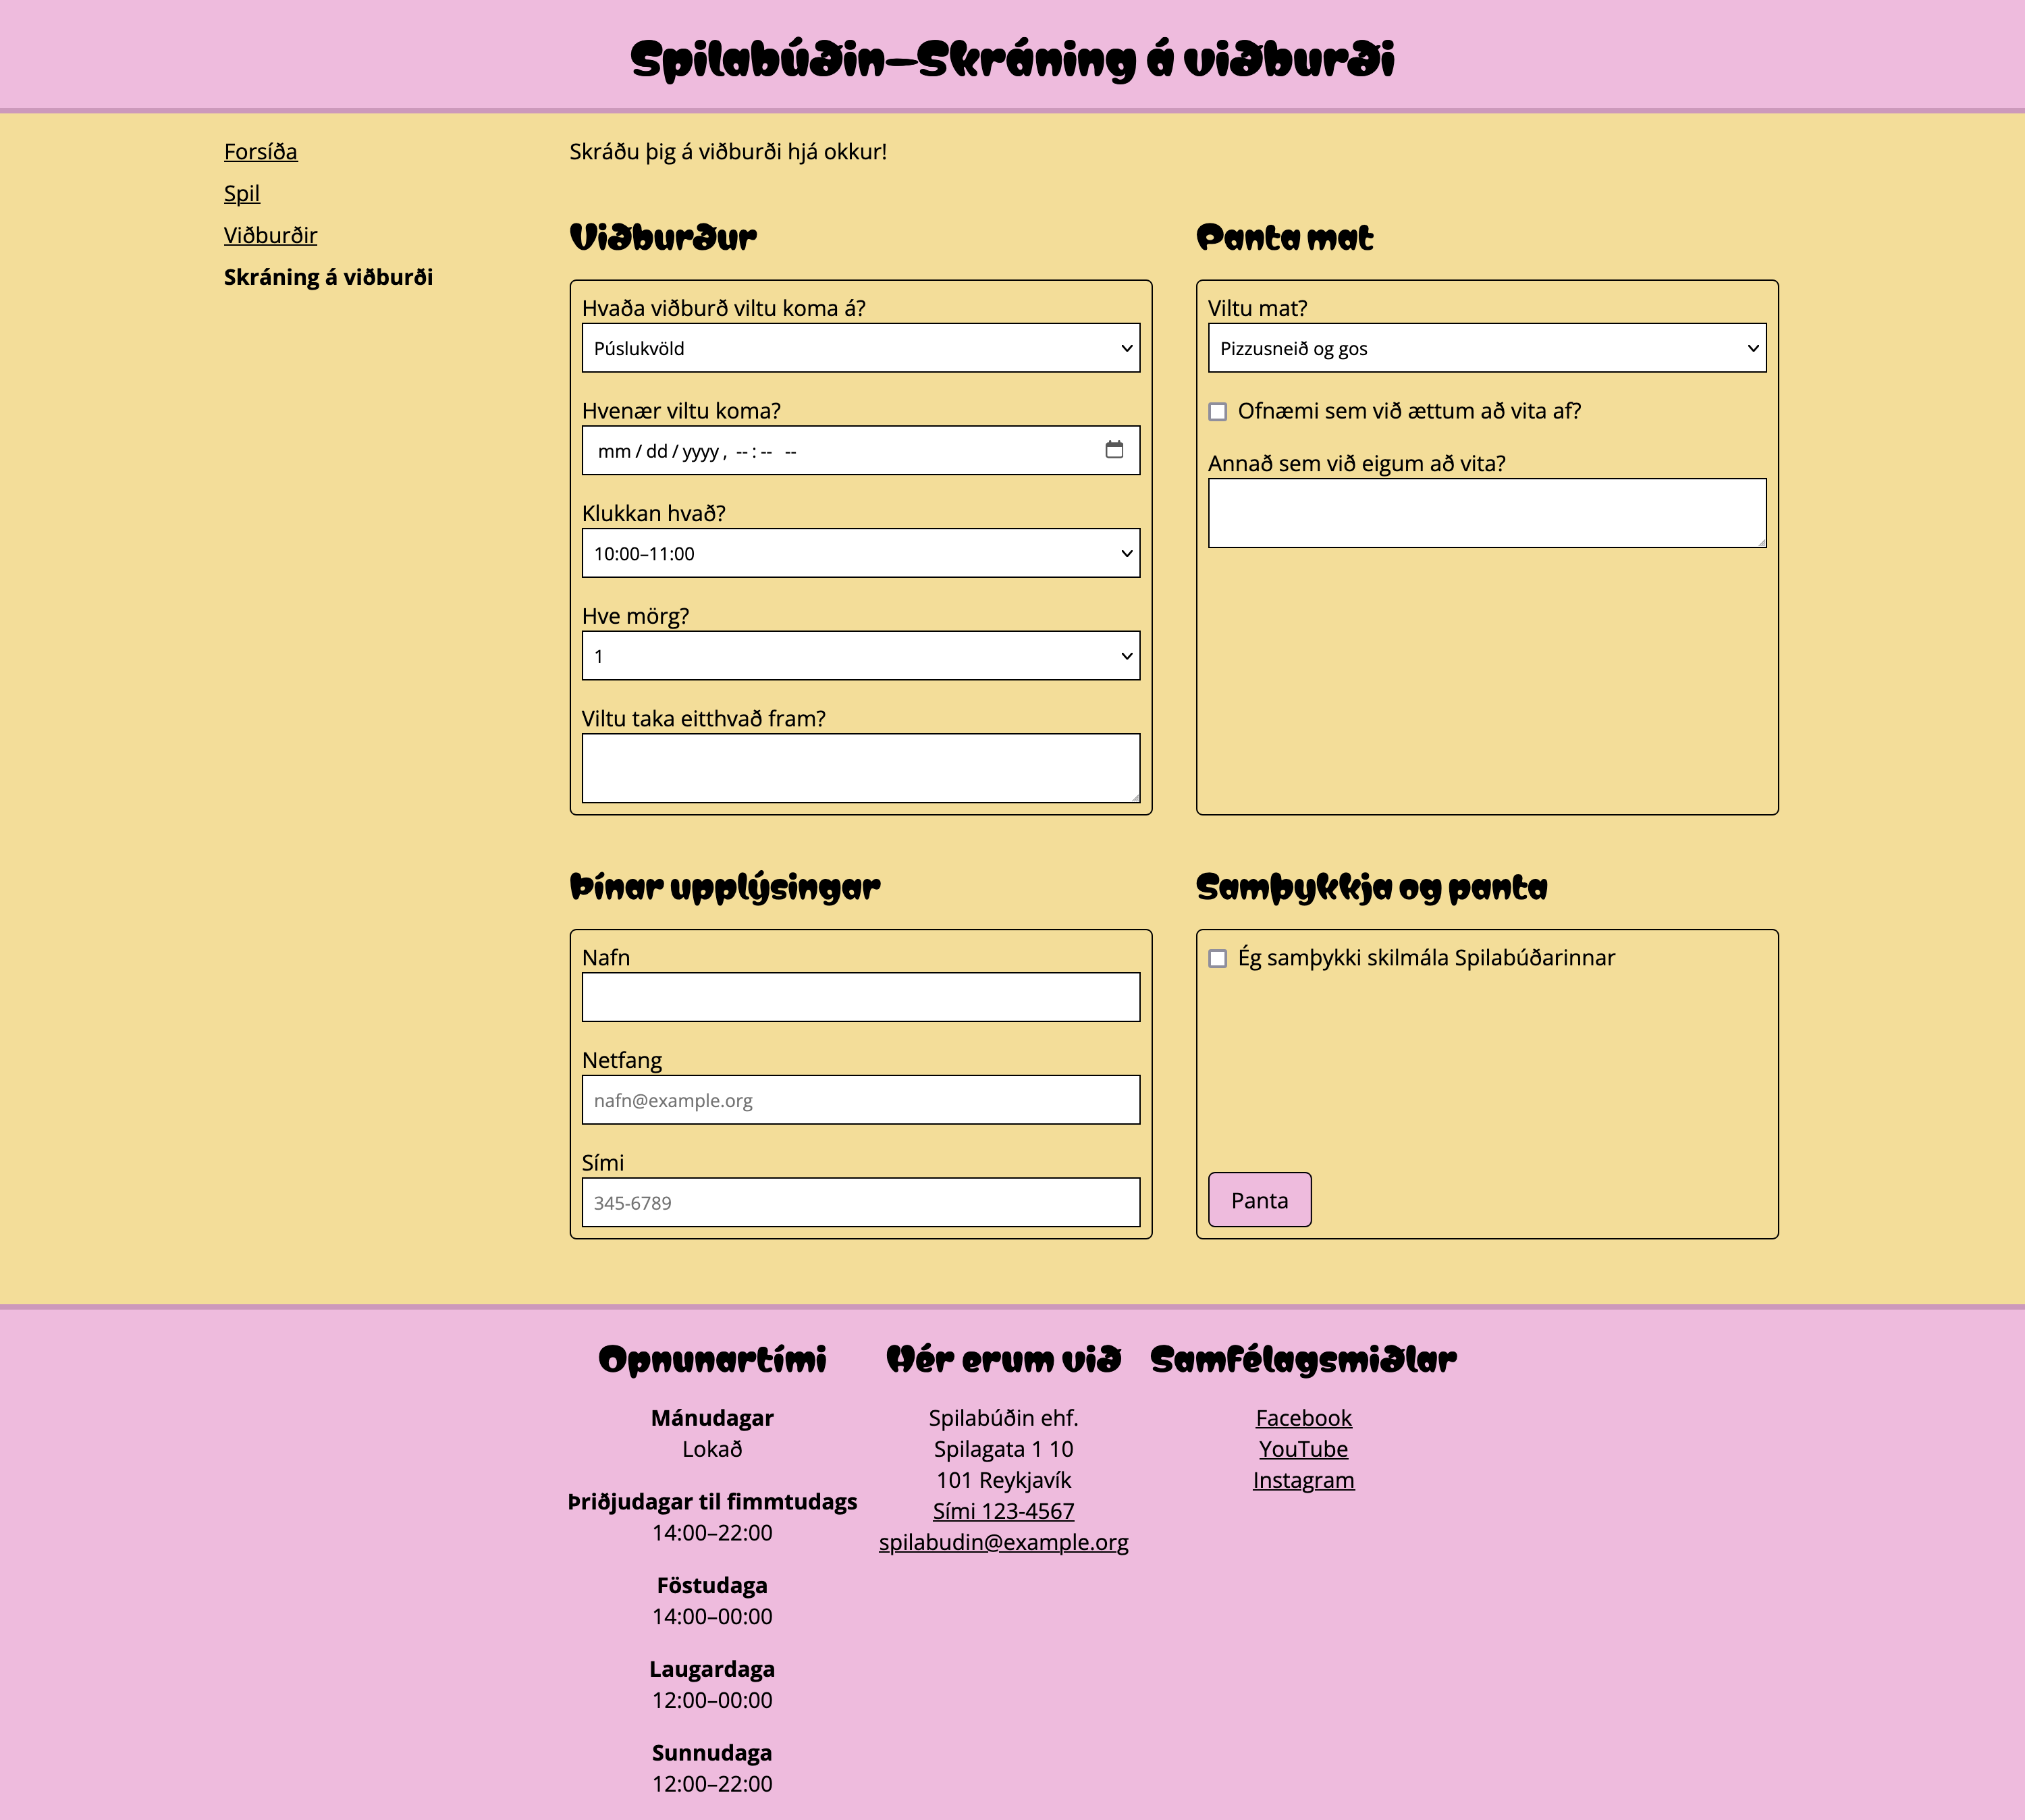 Spilabúðin—Skráning á viðburði
Forsíða
Spil
Viðburðir
Skráning á viðburði
Skráðu þig á viðburði hjá okkur!
Viðburður
Hvaða viðburð viltu koma á?
Púslukvöld
Hvenær viltu koma?
mm / dd / yyyy , -- : -- --
Klukkan hvað?
10:00–11:00
Hve mörg?
1
Viltu taka eitthvað fram?
Panta mat
Viltu mat?
Pizzusneið og gos
Ofnæmi sem við ættum að vita af?
Annað sem við eigum að vita?
Þínar upplýsingar
Nafn
Netfang
nafn@example.org
Sími
345-6789
Samþykkja og panta
Ég samþykki skilmála Spilabúðarinnar
Panta
Opnunartími
Mánudagar
Lokað
Þriðjudagar til fimmtudags
14:00–22:00
Föstudaga
14:00–00:00
Laugardaga
12:00–00:00
Sunnudaga
12:00–22:00
Hér erum við
Spilabúðin ehf.
Spilagata 1 10
101 Reykjavík
Sími 123-4567
spilabudin@example.org
Samfélagsmiðlar
Facebook
YouTube
Instagram